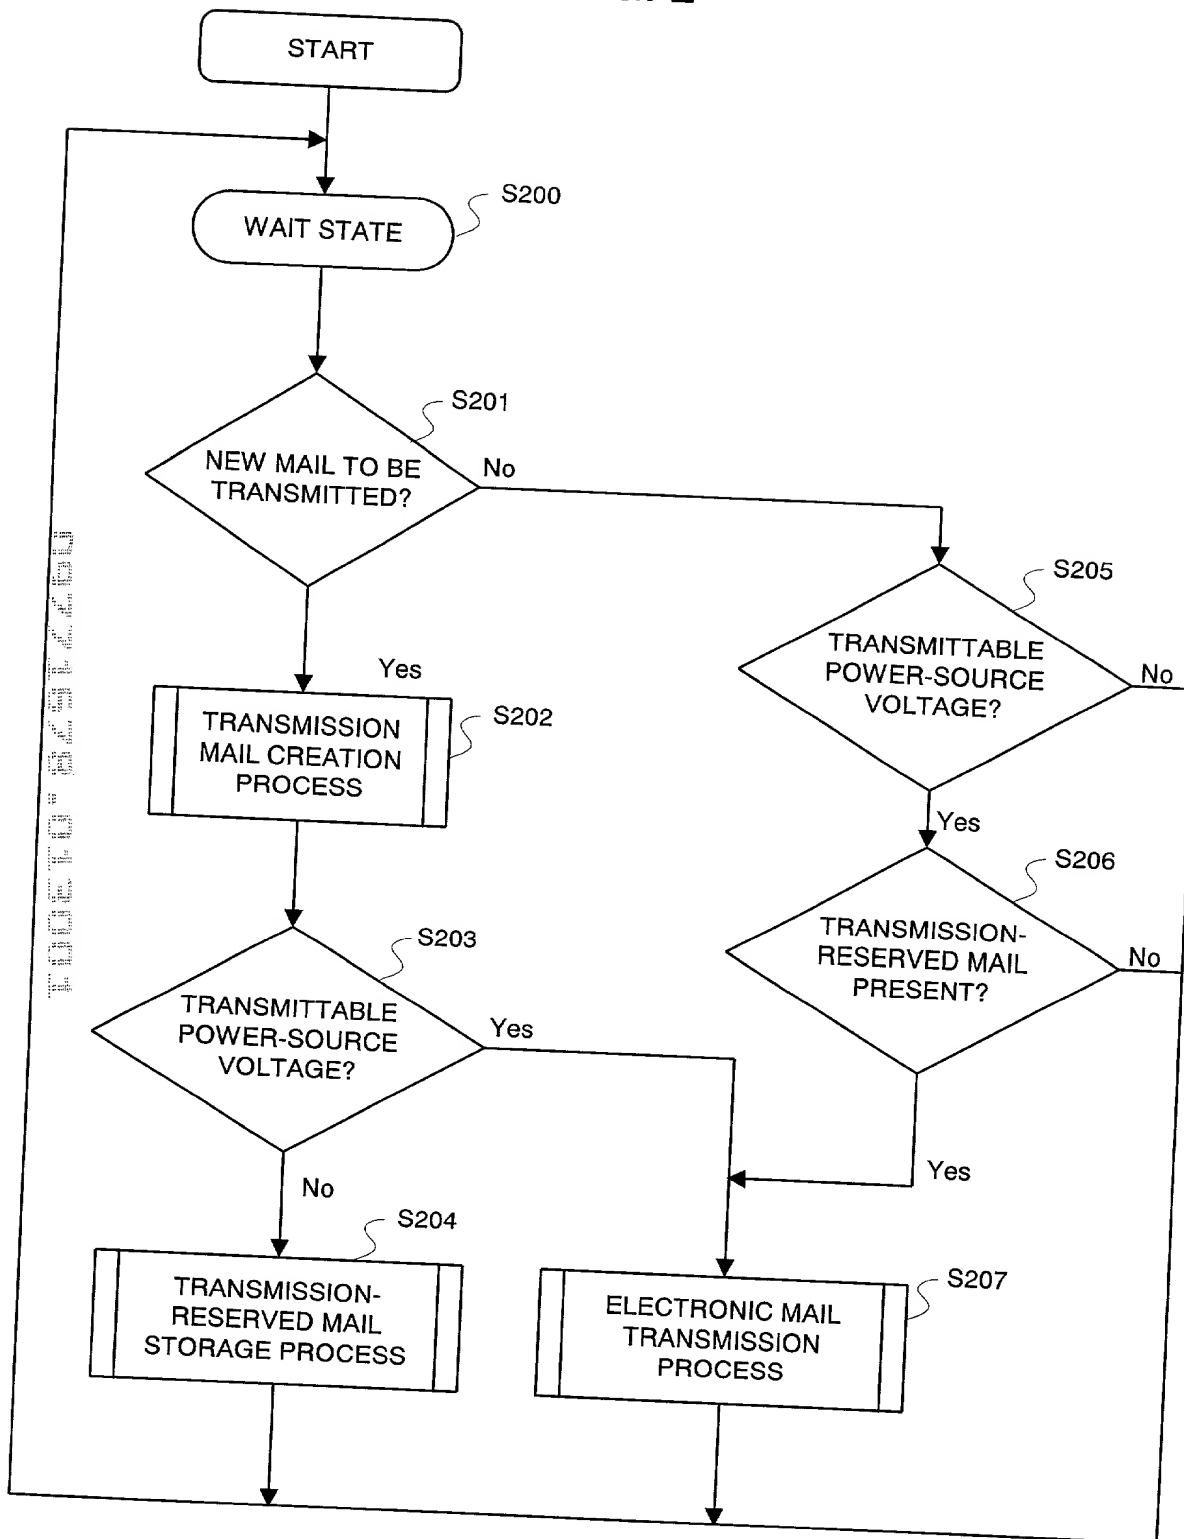 START
WAIT STATE
S200
S201
NEW MAIL TO BE
TRANSMITTED?
No
S205
TRANSMITTABLE
POWER-SOURCE
VOLTAGE?
No
Yes
Yes
TRANSMISSION
MAIL CREATION
PROCESS
S202
S206
TRANSMISSION-
RESERVED MAIL
PRESENT?
No
S203
TRANSMITTABLE
POWER-SOURCE
VOLTAGE?
Yes
Yes
No
S204
TRANSMISSION-
RESERVED MAIL
STORAGE PROCESS
S207
ELECTRONIC MAIL
TRANSMISSION
PROCESS